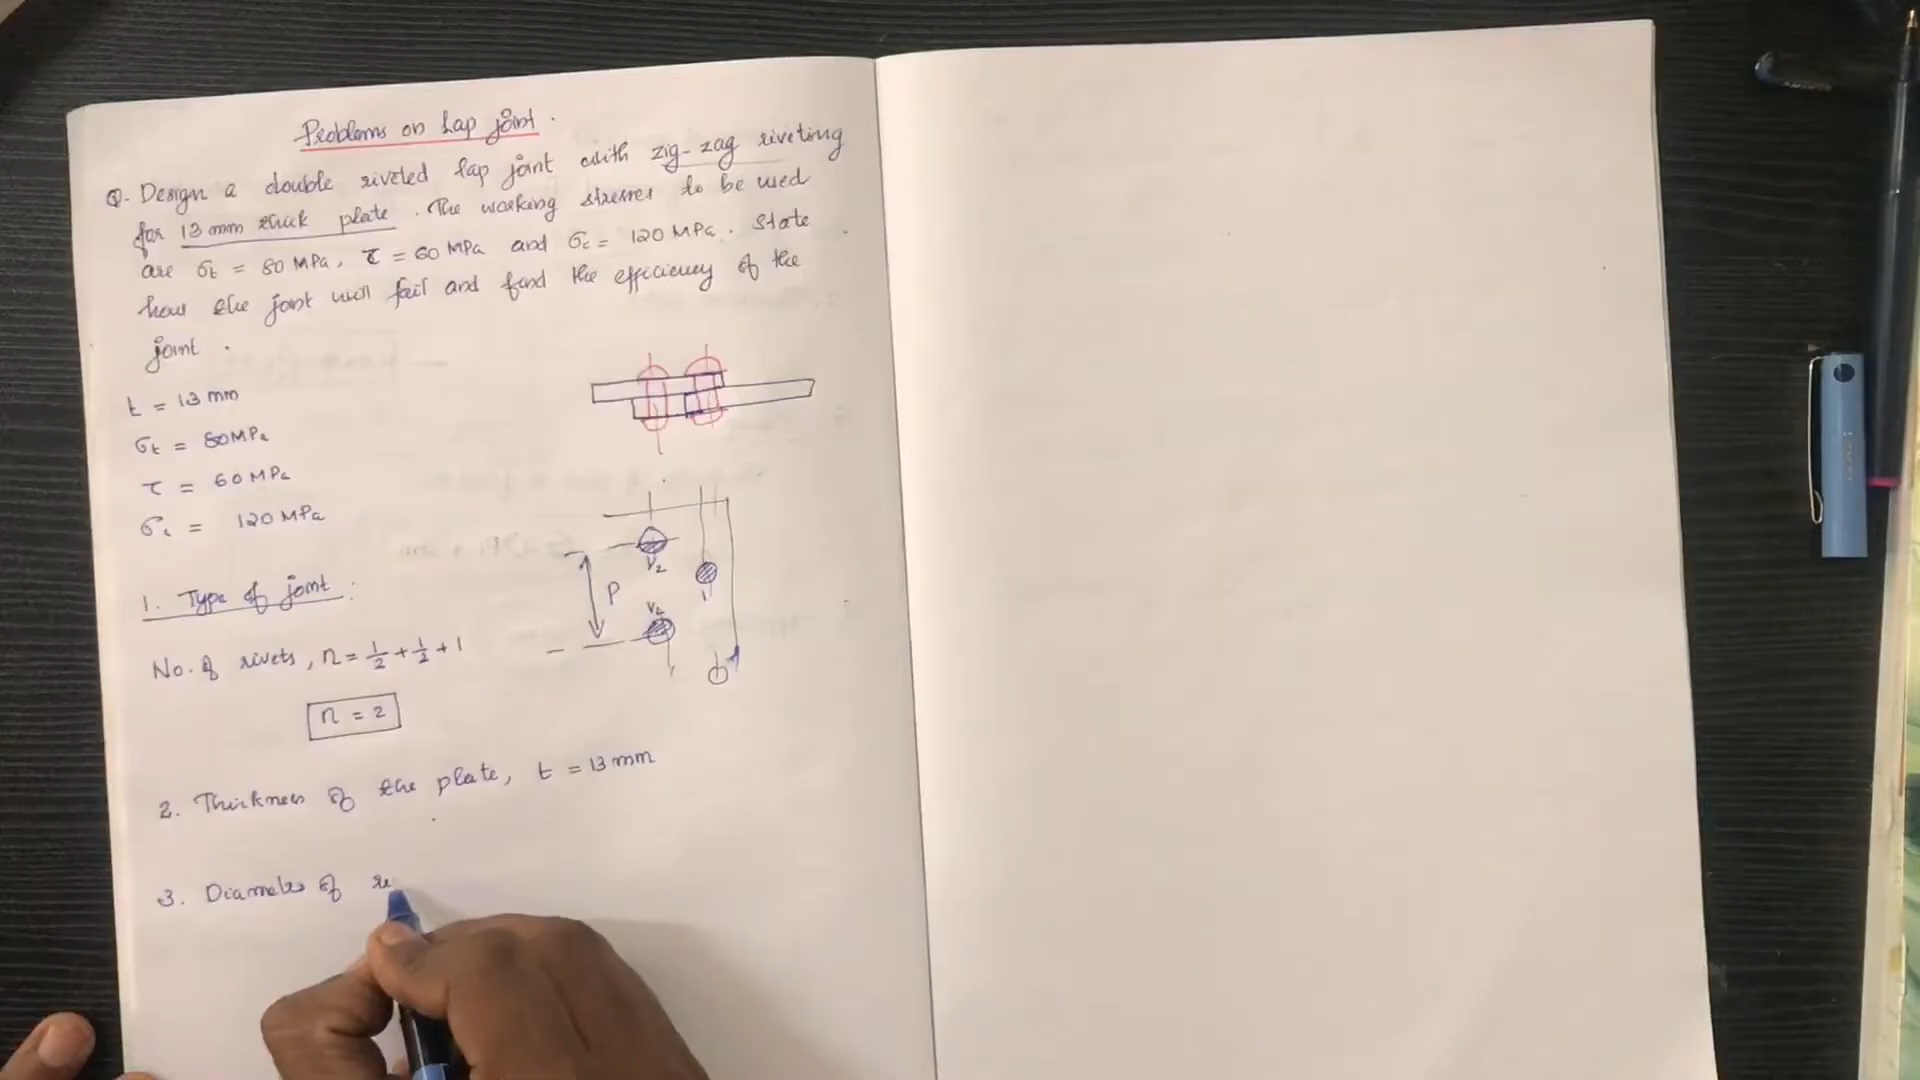 Problems on Lap joint.
Q. Design a double riveted lap joint with zig-zag riveting
for 13 mm thick plate. The working stresses to be used
are σt = 80 MPa, τ = 60 MPa and σc = 120 MPa. State
how the joint will fail and find the efficiency of the
joint.
t = 13 mm
σt = 80 MPa
τ = 60 MPa
σc = 120 MPa
1. Type of joint :
No. of rivets, n = 1/2 + 1/2 + 1
n = 2
P
1
2. Thickness of the plate, t = 13 mm
3. Diameter of